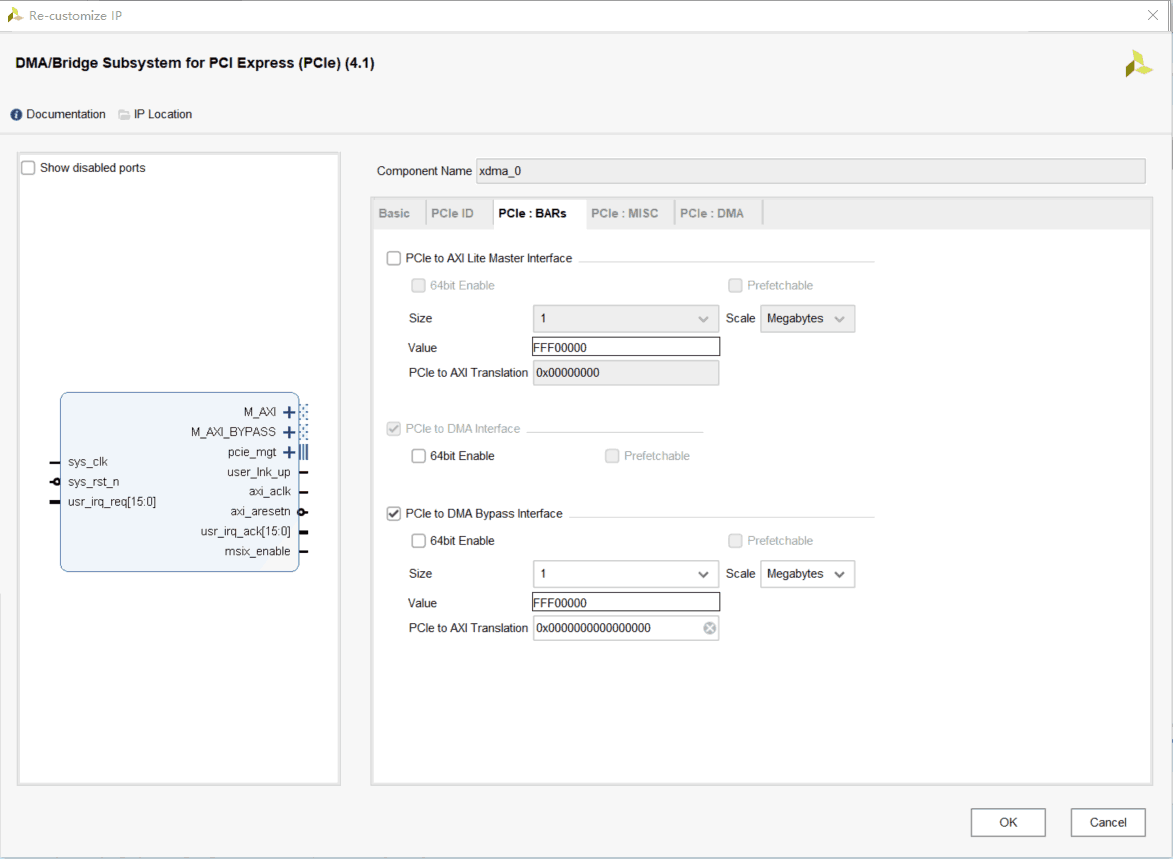 Re-customize IP
DMA/Bridge Subsystem for PCI Express (PCIe) (4.1)
Documentation IP Location
Show disabled ports
M_AXI
M_AXI_BYPASS
pcie_mgt
sys_clk
user_lnk_up
sys_rst_n
axi_aclk
usr_irq_req[15:0]
axi_aresetn
usr_irq_ack[15:0]
msix_enable
Component Name xdma_0
Basic PCIe ID PCIe : BARs PCIe : MISC PCIe : DMA
PCIe to AXI Lite Master Interface
64bit Enable Prefetchable
Size 1 Scale Megabytes
Value FFF00000
PCIe to AXI Translation 0x00000000
PCIe to DMA Interface
64bit Enable Prefetchable
PCIe to DMA Bypass Interface
64bit Enable Prefetchable
Size 1 Scale Megabytes
Value FFF00000
PCIe to AXI Translation 0x0000000000000000
OK Cancel